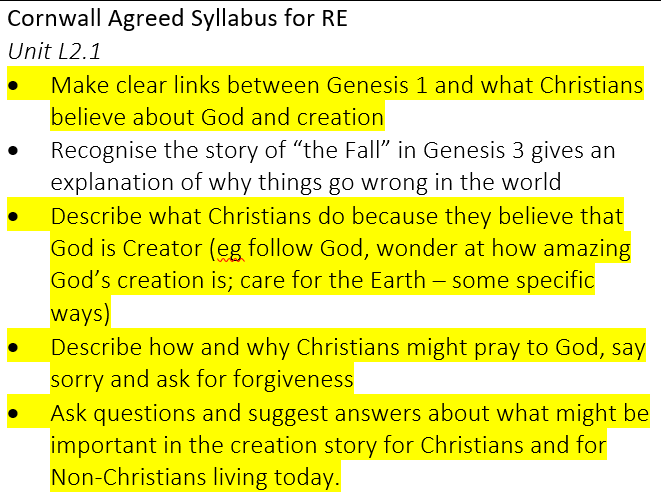 Cornwall Agreed Syllabus for RE
Unit L2.1
• Make clear links between Genesis 1 and what Christians
believe about God and creation
• Recognise the story of “the Fall” in Genesis 3 gives an
explanation of why things go wrong in the world
• Describe what Christians do because they believe that
God is Creator (eg follow God, wonder at how amazing
God’s creation is; care for the Earth – some specific
ways)
• Describe how and why Christians might pray to God, say
sorry and ask for forgiveness
• Ask questions and suggest answers about what might be
important in the creation story for Christians and for
Non-Christians living today.